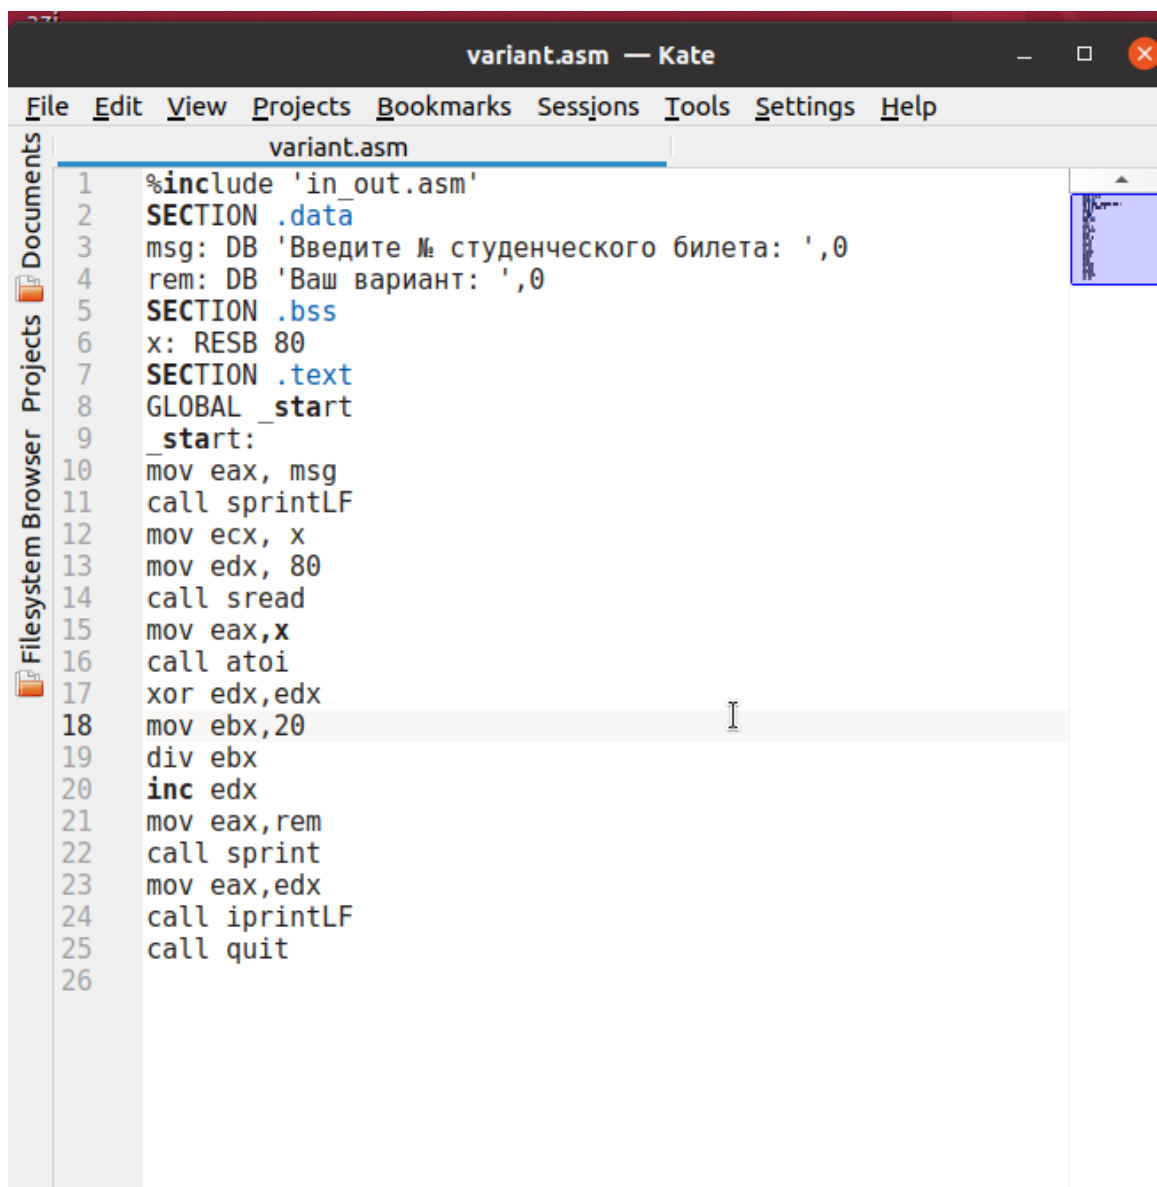 variant.asm — Kate
File Edit View Projects Bookmarks Sessions Tools Settings Help
variant.asm
Documents
Projects
Filesystem Browser
1 %include 'in_out.asm'
2 SECTION .data
3 msg: DB 'Введите № студенческого билета: ',0
4 rem: DB 'Ваш вариант: ',0
5 SECTION .bss
6 x: RESB 80
7 SECTION .text
8 GLOBAL _start
9 _start:
10 mov eax, msg
11 call sprintLF
12 mov ecx, x
13 mov edx, 80
14 call sread
15 mov eax,x
16 call atoi
17 xor edx,edx
18 mov ebx,20
19 div ebx
20 inc edx
21 mov eax,rem
22 call sprint
23 mov eax,edx
24 call iprintLF
25 call quit
26